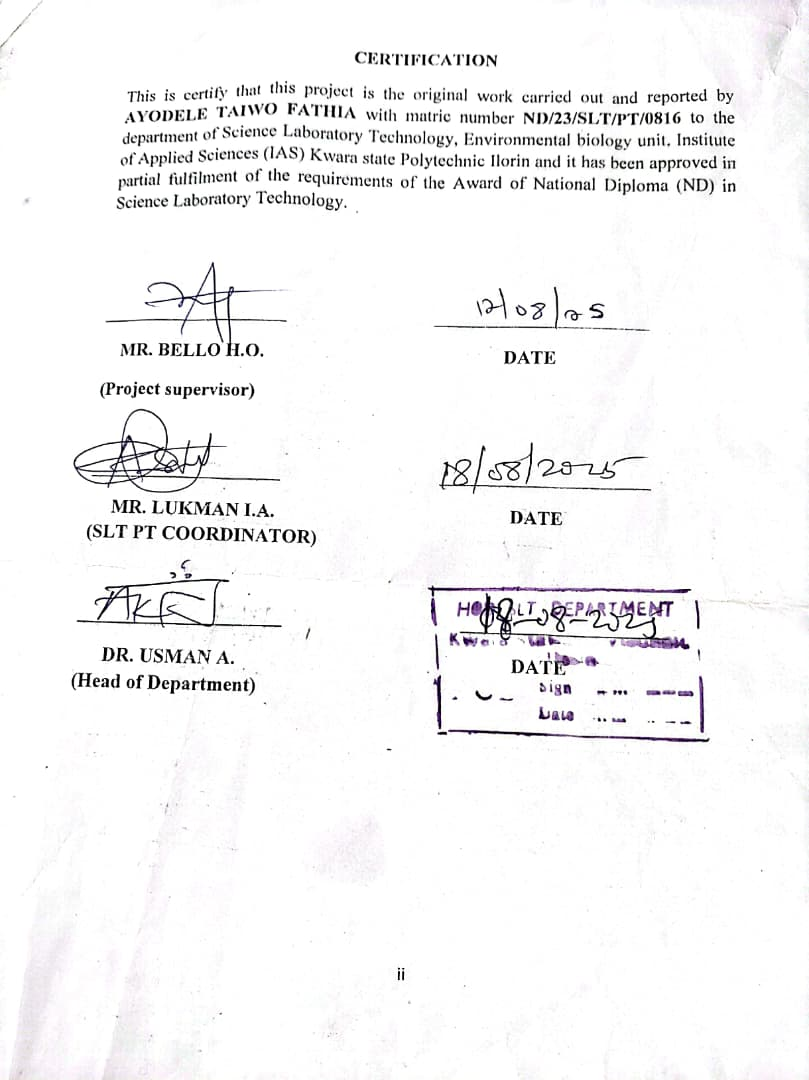 CERTIFICATION
This is certify that this project is the original work carried out and reported by
AYODELE TAIWO FATHIA with matric number ND/23/SLT/PT/0816 to the
department of Science Laboratory Technology, Environmental biology unit, Institute
of Applied Sciences (IAS) Kwara state Polytechnic Ilorin and it has been approved in
partial fulfilment of the requirements of the Award of National Diploma (ND) in
Science Laboratory Technology.
12/08/25
MR. BELLO H.O.
DATE
(Project supervisor)
18/08/2025
MR. LUKMAN I.A.
DATE
(SLT PT COORDINATOR)
DEPARTMENT
18-08-2025
DR. USMAN A.
DATE
(Head of Department)
Sign
Date
ii